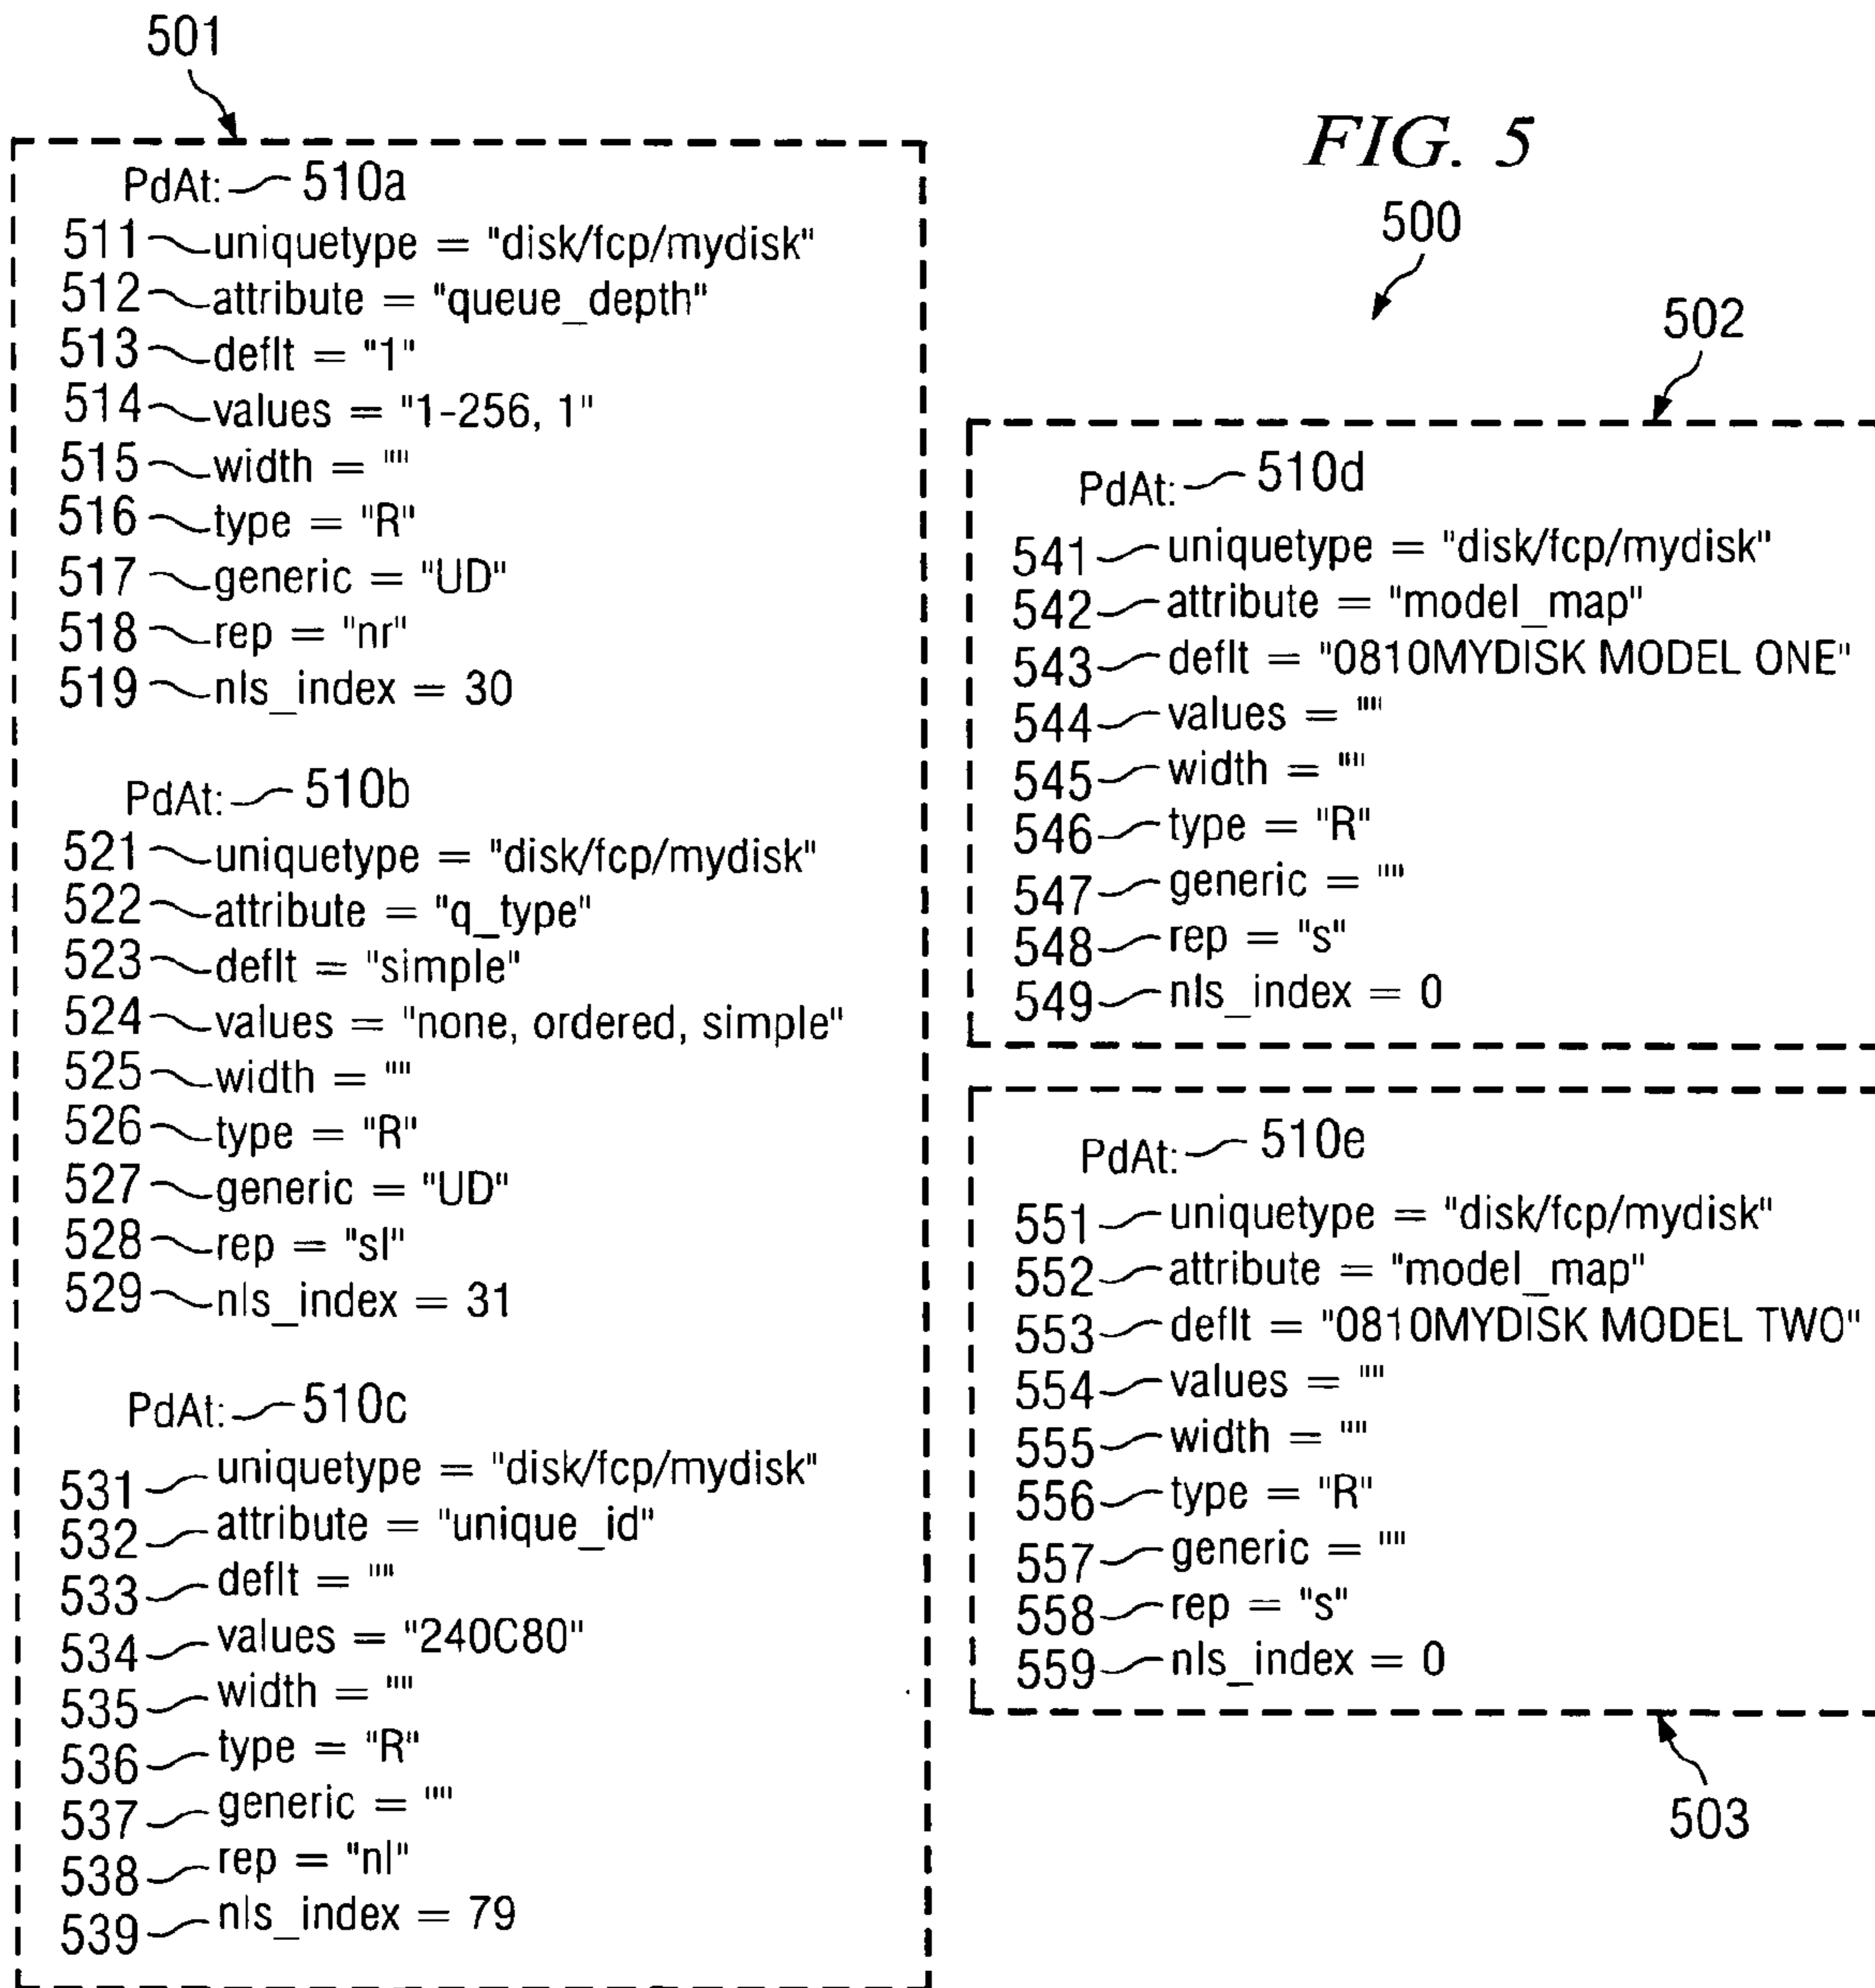 501
PdAt: 510a
511 uniquetype = "disk/fcp/mydisk"
512 attribute = "queue_depth"
513 deflt = "1"
514 values = "1-256, 1"
515 width = ""
516 type = "R"
517 generic = "UD"
518 rep = "nr"
519 nls_index = 30
PdAt: 510b
521 uniquetype = "disk/fcp/mydisk"
522 attribute = "q_type"
523 deflt = "simple"
524 values = "none, ordered, simple"
525 width = ""
526 type = "R"
527 generic = "UD"
528 rep = "sl"
529 nls_index = 31
PdAt: 510c
531 uniquetype = "disk/fcp/mydisk"
532 attribute = "unique_id"
533 deflt = ""
534 values = "240C80"
535 width = ""
536 type = "R"
537 generic = ""
538 rep = "nl"
539 nls_index = 79
FIG. 5
500
502
PdAt: 510d
541 uniquetype = "disk/fcp/mydisk"
542 attribute = "model_map"
543 deflt = "0810MYDISK MODEL ONE"
544 values = ""
545 width = ""
546 type = "R"
547 generic = ""
548 rep = "s"
549 nls_index = 0
PdAt: 510e
551 uniquetype = "disk/fcp/mydisk"
552 attribute = "model_map"
553 deflt = "0810MYDISK MODEL TWO"
554 values = ""
555 width = ""
556 type = "R"
557 generic = ""
558 rep = "s"
559 nls_index = 0
503